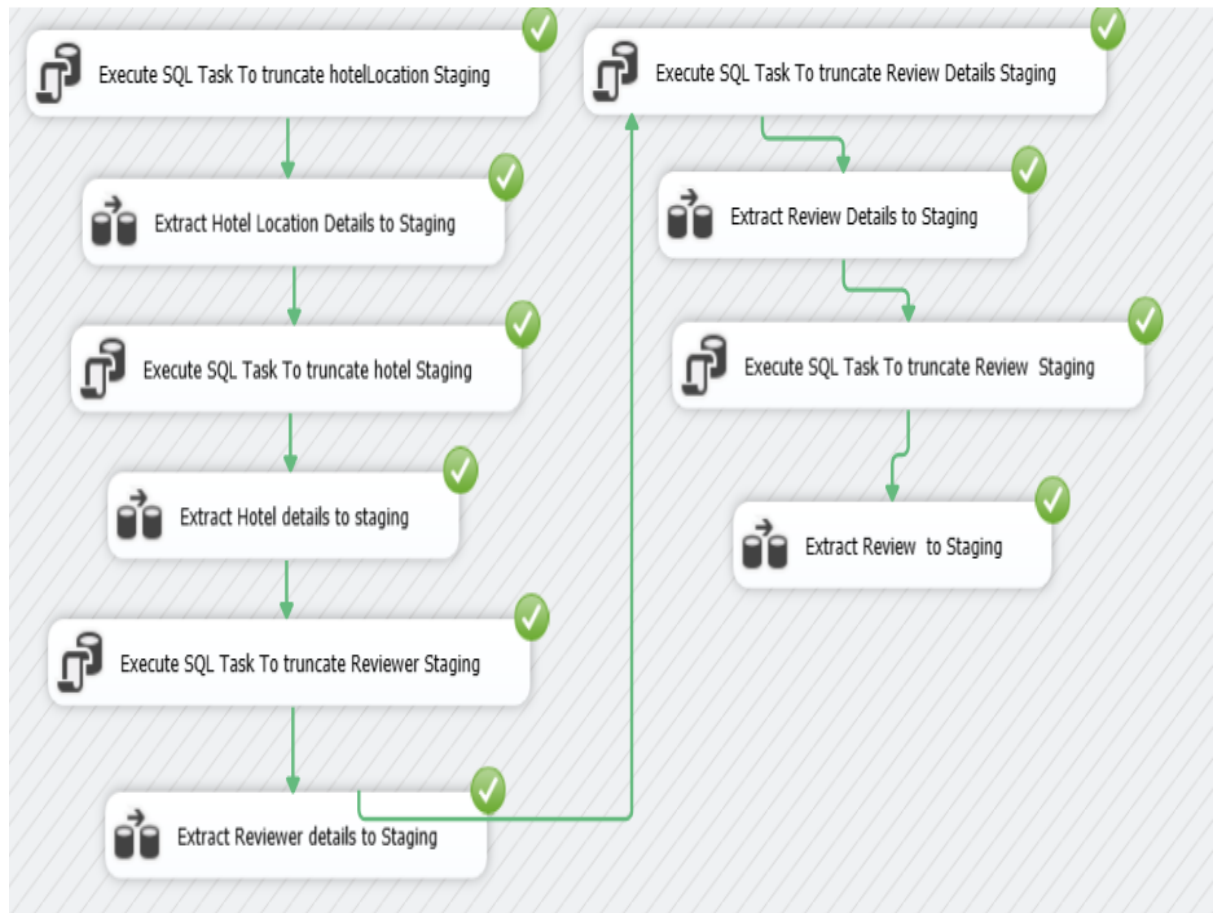 Execute SQL Task To truncate hotelLocation Staging
Extract Hotel Location Details to Staging
Execute SQL Task To truncate hotel Staging
Extract Hotel details to staging
Execute SQL Task To truncate Reviewer Staging
Extract Reviewer details to Staging
Execute SQL Task To truncate Review Details Staging
Extract Review Details to Staging
Execute SQL Task To truncate Review  Staging
Extract Review  to Staging